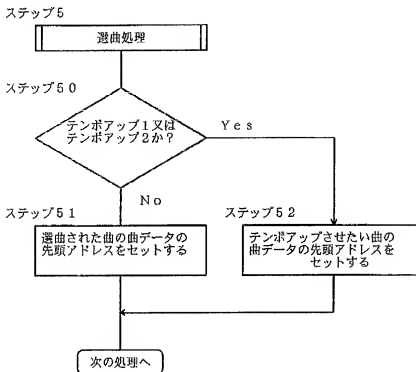 ステップ5
選曲処理
ステップ50
テンポアップ1又は
テンポアップ2か?
Yes
No
ステップ51
選曲された曲の曲データの
先頭アドレスをセットする
ステップ52
テンポアップさせたい曲の
曲データの先頭アドレスを
セットする
次の処理へ